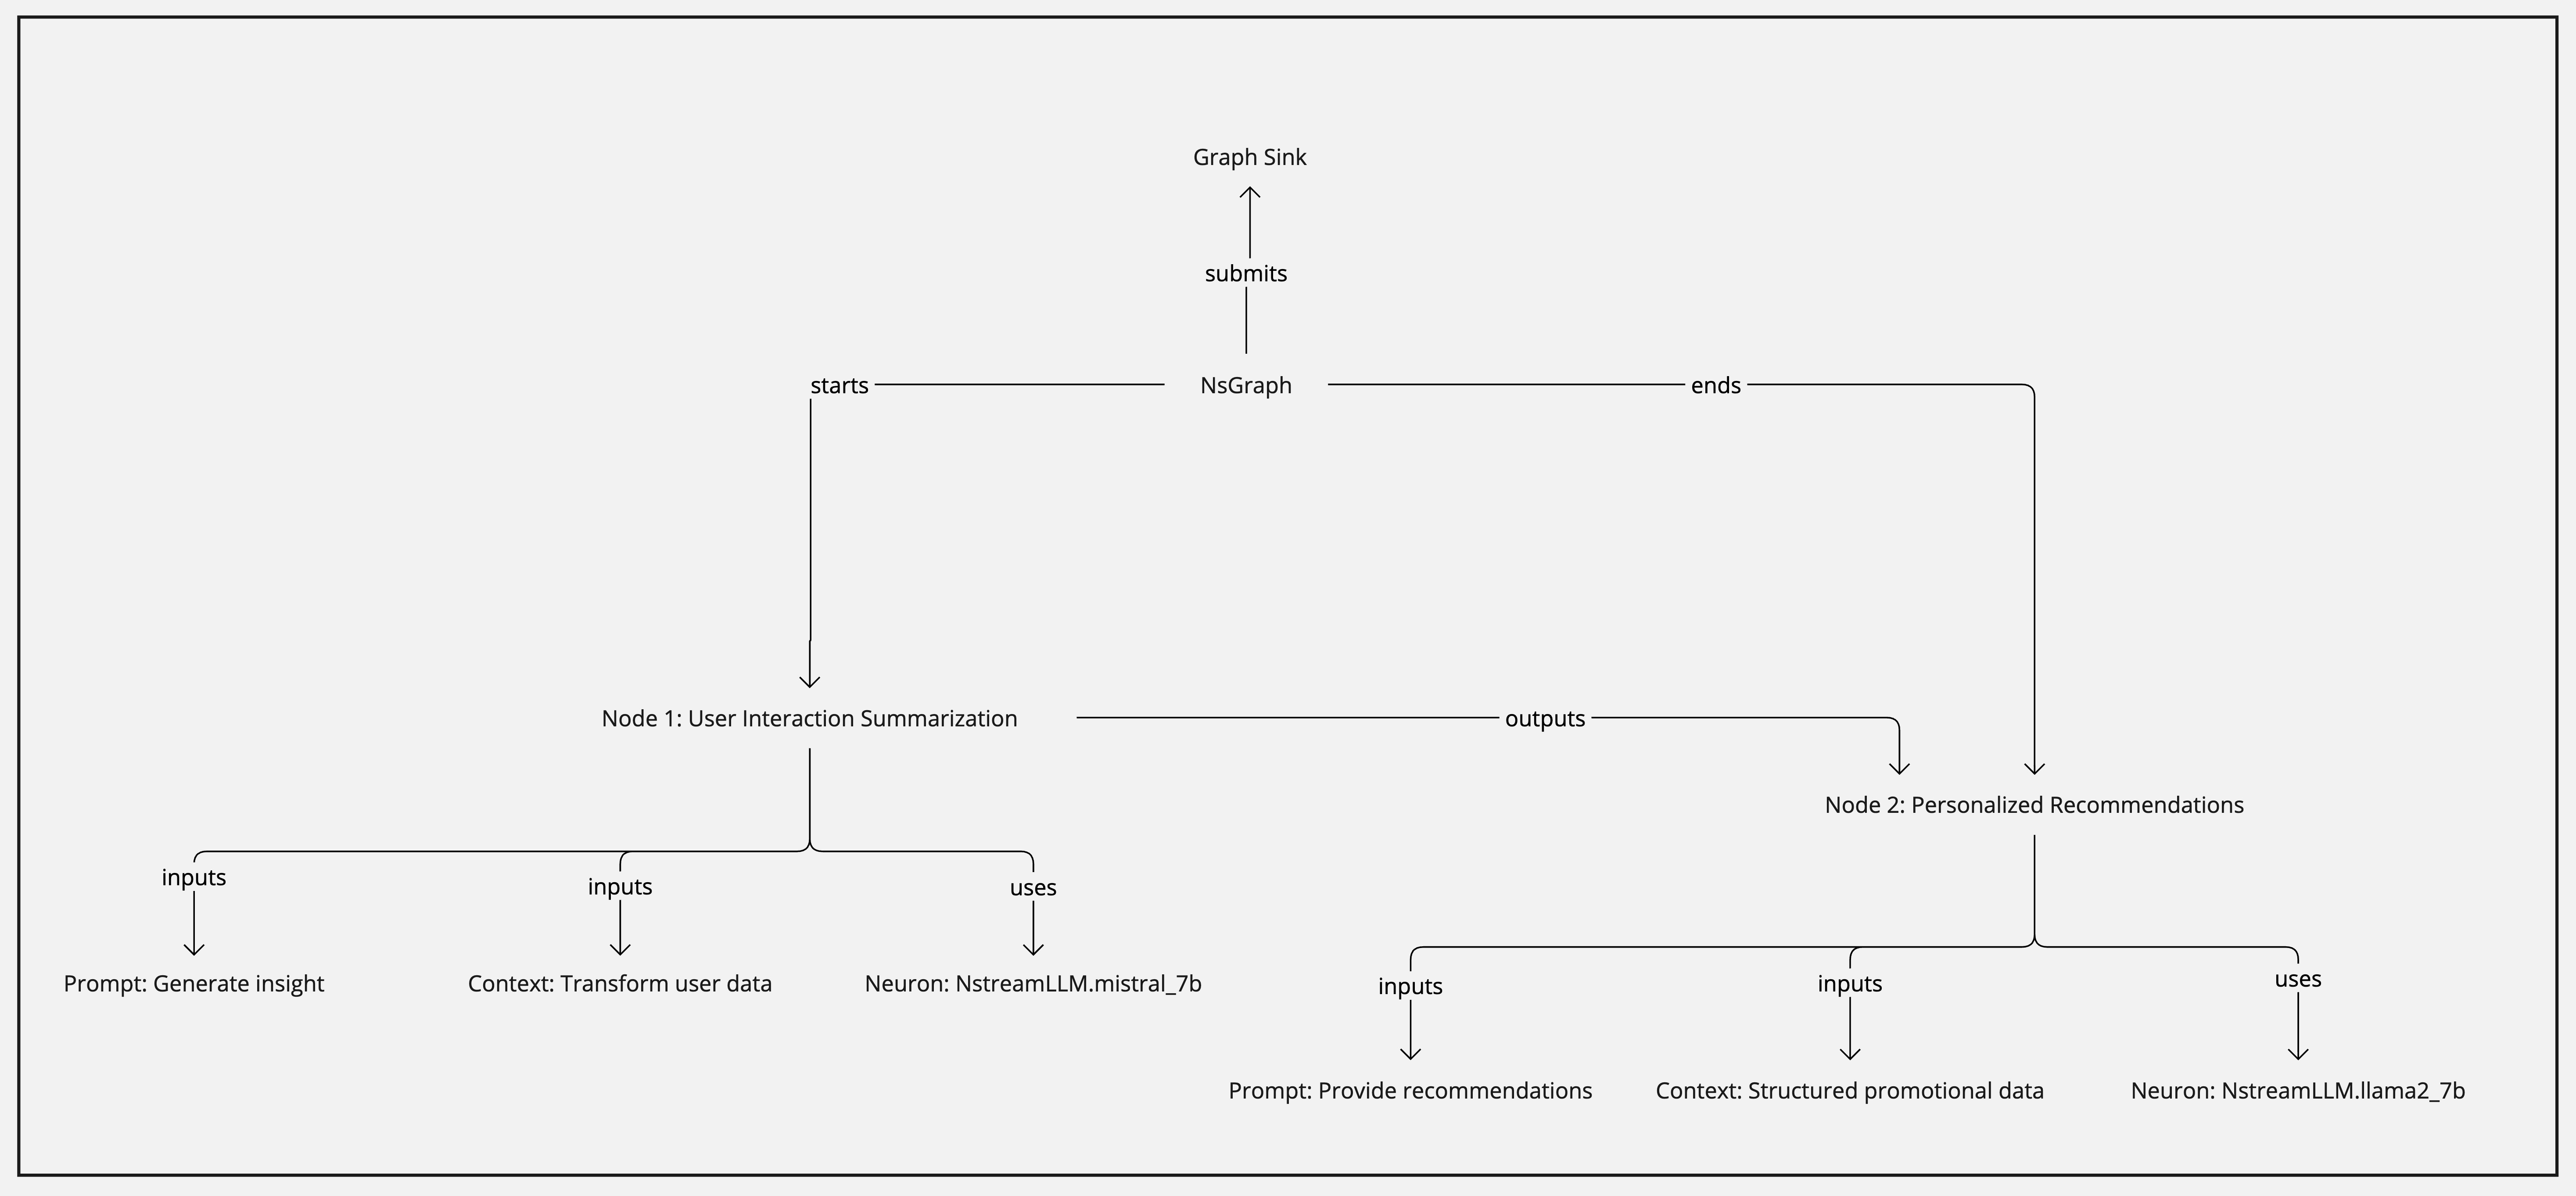 Graph Sink
submits
starts
NsGraph
ends
Node 1: User Interaction Summarization
outputs
Node 2: Personalized Recommendations
inputs
inputs
uses
Prompt: Generate insight
Context: Transform user data
Neuron: NstreamLLM.mistral_7b
inputs
inputs
uses
Prompt: Provide recommendations
Context: Structured promotional data
Neuron: NstreamLLM.llama2_7b